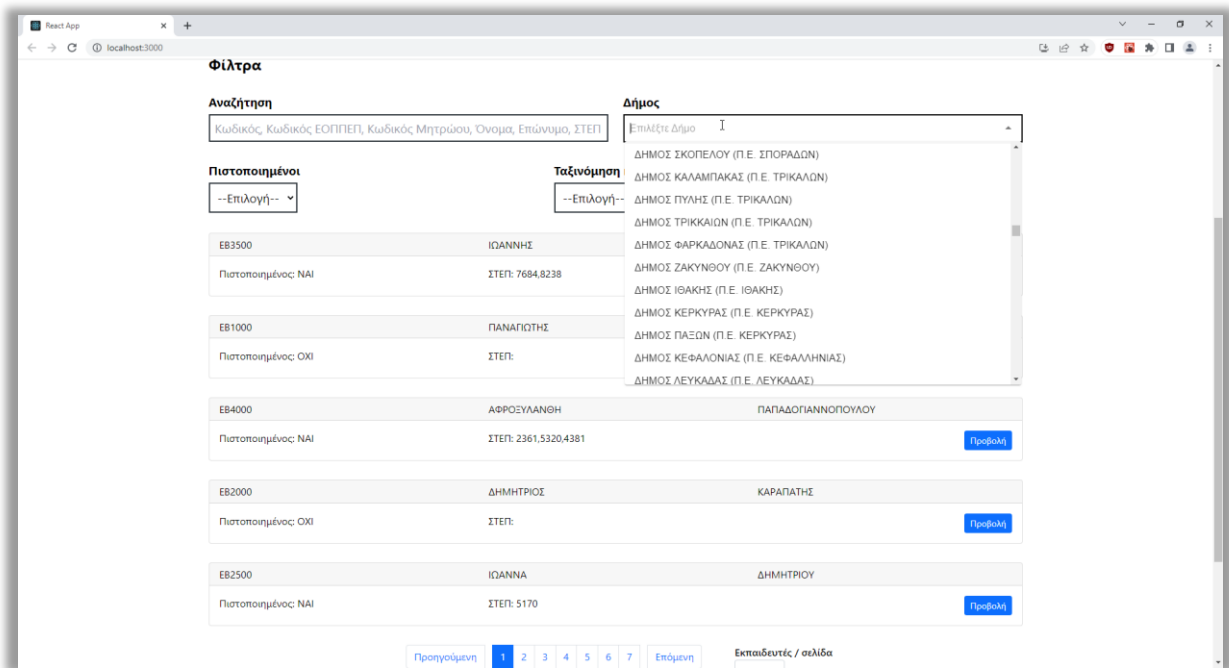 React App
localhost:3000
Φίλτρα
Αναζήτηση
Δήμος
Κωδικός, Κωδικός ΕΟΠΠΕΠ, Κωδικός Μητρώου, Όνομα, Επώνυμο, ΣΤΕΠ
Επιλέξτε Δήμο
Πιστοποιημένοι
Ταξινόμηση
--Επιλογή--
--Επιλογή--
ΔΗΜΟΣ ΣΚΟΠΕΛΟΥ (Π.Ε. ΣΠΟΡΑΔΩΝ)
ΔΗΜΟΣ ΚΑΛΑΜΠΑΚΑΣ (Π.Ε. ΤΡΙΚΑΛΩΝ)
ΔΗΜΟΣ ΠΥΛΗΣ (Π.Ε. ΤΡΙΚΑΛΩΝ)
ΔΗΜΟΣ ΤΡΙΚΚΑΙΩΝ (Π.Ε. ΤΡΙΚΑΛΩΝ)
ΔΗΜΟΣ ΦΑΡΚΑΔΟΝΑΣ (Π.Ε. ΤΡΙΚΑΛΩΝ)
ΔΗΜΟΣ ΖΑΚΥΝΘΟΥ (Π.Ε. ΖΑΚΥΝΘΟΥ)
ΔΗΜΟΣ ΙΘΑΚΗΣ (Π.Ε. ΙΘΑΚΗΣ)
ΔΗΜΟΣ ΚΕΡΚΥΡΑΣ (Π.Ε. ΚΕΡΚΥΡΑΣ)
ΔΗΜΟΣ ΠΑΞΩΝ (Π.Ε. ΚΕΡΚΥΡΑΣ)
ΔΗΜΟΣ ΚΕΦΑΛΟΝΙΑΣ (Π.Ε. ΚΕΦΑΛΛΗΝΙΑΣ)
ΔΗΜΟΣ ΛΕΥΚΑΔΑΣ (Π.Ε. ΛΕΥΚΑΔΑΣ)
ΕΒ3500 ΙΩΑΝΝΗΣ
Πιστοποιημένος: ΝΑΙ ΣΤΕΠ: 7684,8238
ΕΒ1000 ΠΑΝΑΓΙΩΤΗΣ
Πιστοποιημένος: ΟΧΙ ΣΤΕΠ:
ΕΒ4000 ΑΦΡΟΞΥΛΑΝΘΗ ΠΑΠΑΔΟΓΙΑΝΝΟΠΟΥΛΟΥ
Πιστοποιημένος: ΝΑΙ ΣΤΕΠ: 2361,5320,4381 Προβολή
ΕΒ2000 ΔΗΜΗΤΡΙΟΣ ΚΑΡΑΠΑΤΗΣ
Πιστοποιημένος: ΟΧΙ ΣΤΕΠ: Προβολή
ΕΒ2500 ΙΩΑΝΝΑ ΔΗΜΗΤΡΙΟΥ
Πιστοποιημένος: ΝΑΙ ΣΤΕΠ: 5170 Προβολή
Προηγούμενη 1 2 3 4 5 6 7 Επόμενη Εκπαιδευτές / σελίδα